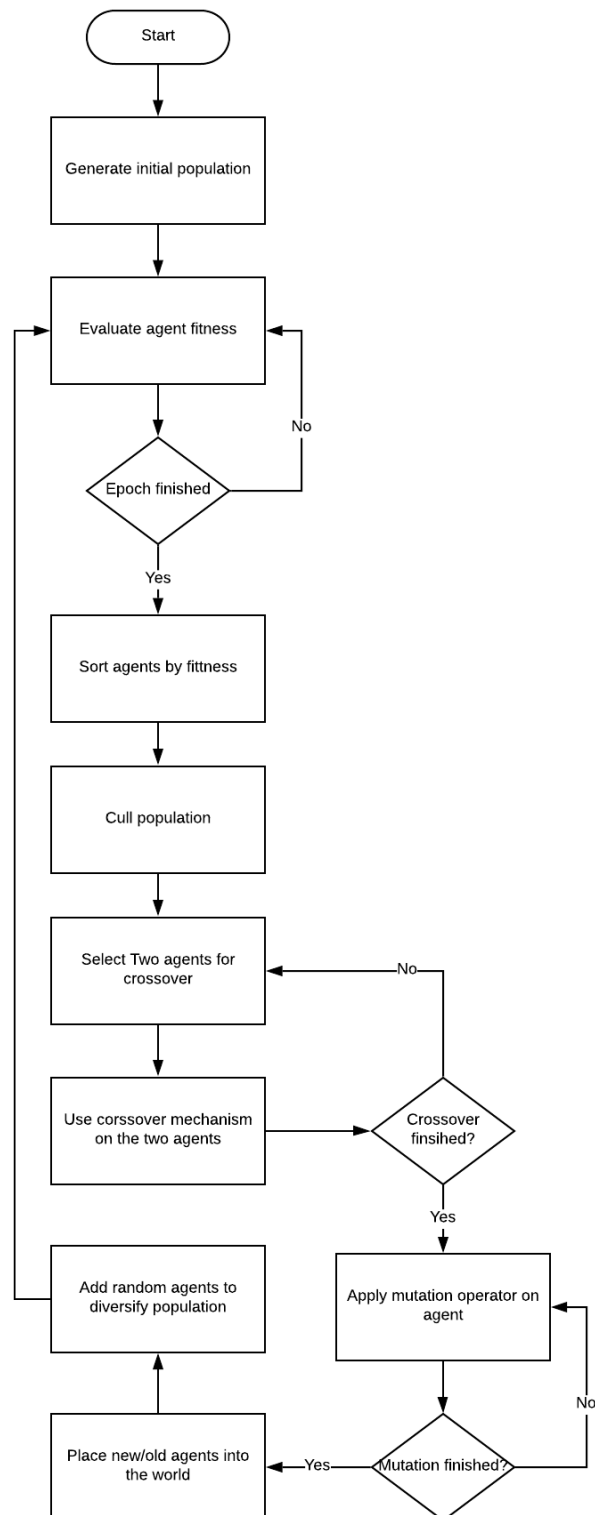 Start
Generate initial population
Evaluate agent fitness
No
Epoch finished
Yes
Sort agents by fittness
Cull population
Select Two agents for
crossover
No
Use corssover mechanism
on the two agents
Crossover
finsihed?
Yes
Add random agents to
diversify population
Apply mutation operator on
agent
No
Place new/old agents into
the world
Yes
Mutation finished?